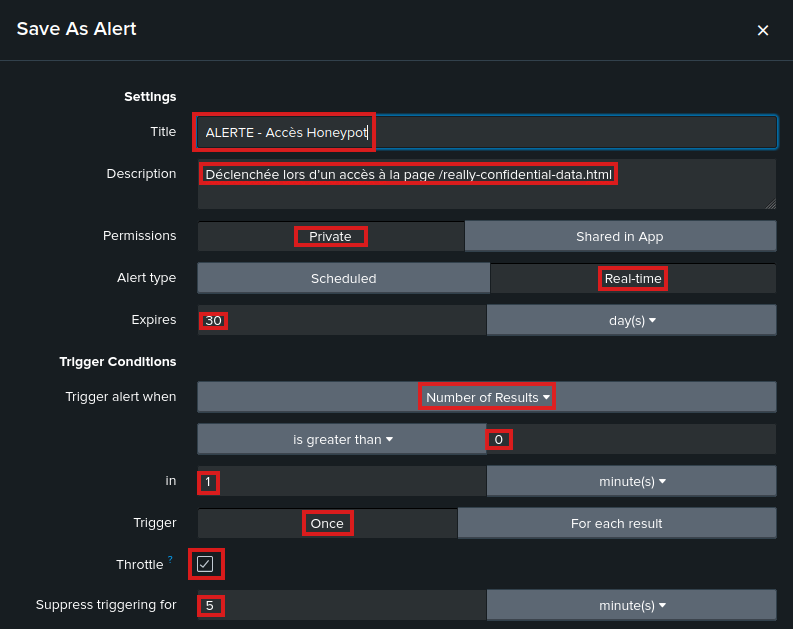 Save As Alert ×
Settings
Title ALERTE - Accès Honeypot
Description Déclenchée lors d'un accès à la page /really-confidential-data.html
Permissions Private Shared in App
Alert type Scheduled Real-time
Expires 30 day(s)
Trigger Conditions
Trigger alert when Number of Results
is greater than 0
in 1 minute(s)
Trigger Once For each result
Throttle ?
Suppress triggering for 5 minute(s)